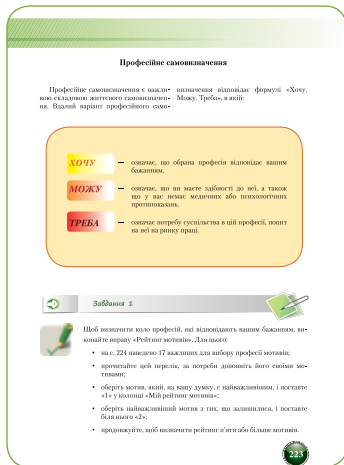 Професійне самовизначення
Професійне самовизначення є важли-
вою складовою життєвого самовизначен-
ня. Вдалий варіант професійного само-
визначення відповідає формулі «Хочу.
Можу. Треба», в якій:
ХОЧУ — означає, що обрана професія відповідає вашим
бажанням.
МОЖУ — означає, що ви маєте здібності до неї, а також
що у вас немає медичних або психологічних
протипоказань.
ТРЕБА — означає потребу суспільства в цій професії, попит
на неї на ринку праці.
Завдання 2
Щоб визначити коло професій, які відповідають вашим бажанням, ви-
конайте вправу «Рейтинг мотивів». Для цього:
• на с. 224 наведено 17 важливих для вибору професії мотивів;
• прочитайте цей перелік, за потреби доповніть його своїми мо-
тивами;
• оберіть мотив, який, на вашу думку, є найважливішим, і поставте
«1» у колонці «Мій рейтинг мотивів»;
• оберіть найважливіший мотив з тих, що залишилися, і поставте
біля нього «2»;
• продовжуйте, щоб визначити рейтинг п'яти або більше мотивів.
223